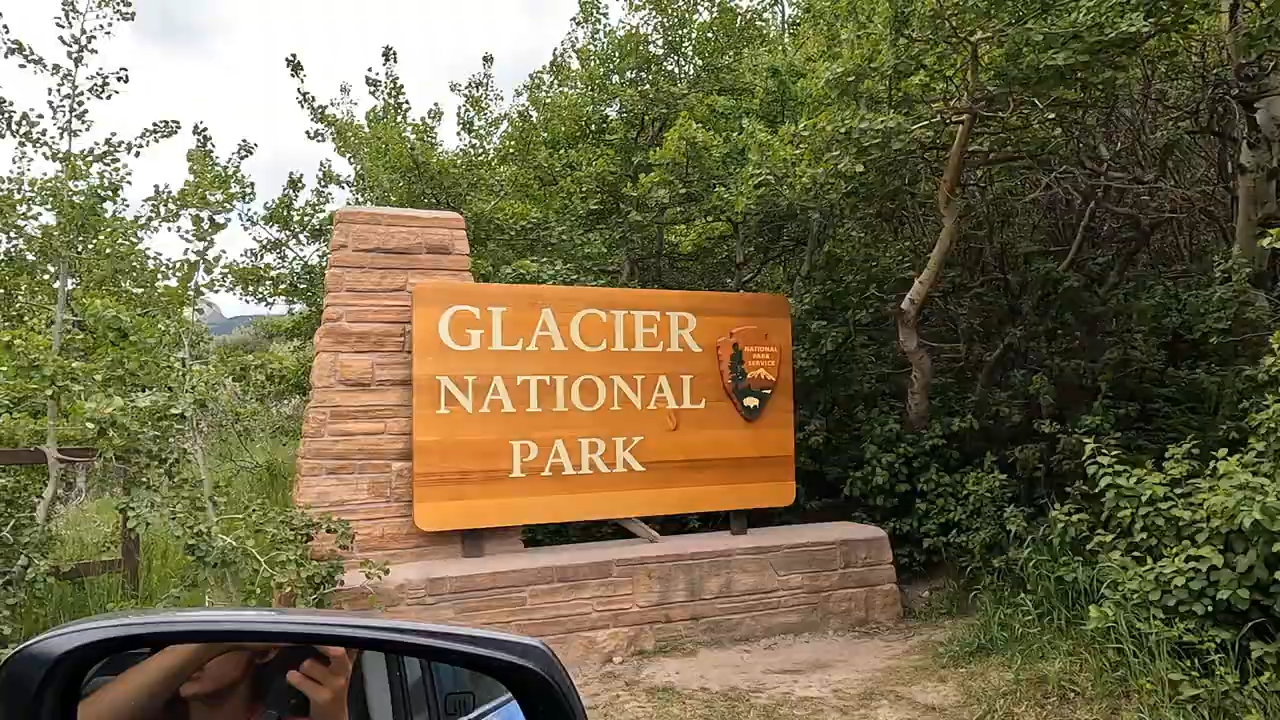 GLACIER
NATIONAL
PARK
NATIONAL
PARK
SERVICE